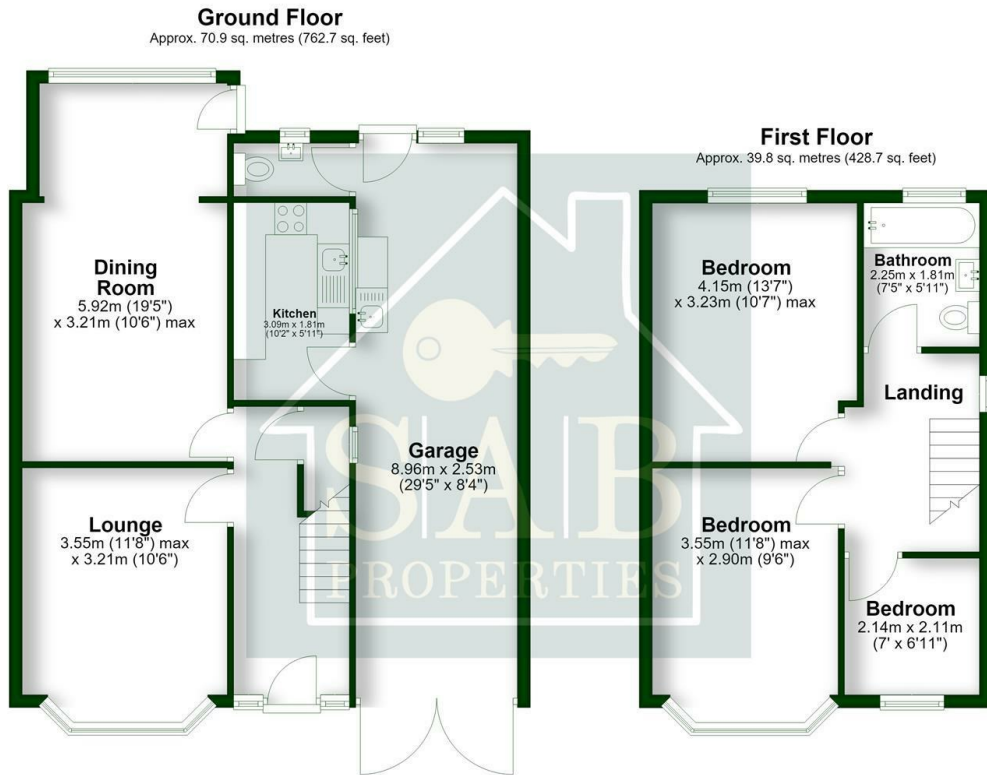 Ground Floor
Approx. 70.9 sq. metres (762.7 sq. feet)
First Floor
Approx. 39.8 sq. metres (428.7 sq. feet)
Dining
Room
5.92m (19'5")
x 3.21m (10'6") max
Kitchen
3.09m x 1.81m
(10'2" x 5'11")
Garage
8.96m x 2.53m
(29'5" x 8'4")
Lounge
3.55m (11'8") max
x 3.21m (10'6")
Bedroom
4.15m (13'7")
x 3.23m (10'7") max
Bathroom
2.25m x 1.81m
(7'5" x 5'11")
Landing
Bedroom
3.55m (11'8") max
x 2.90m (9'6")
Bedroom
2.14m x 2.11m
(7' x 6'11")
SAB
PROPERTIES